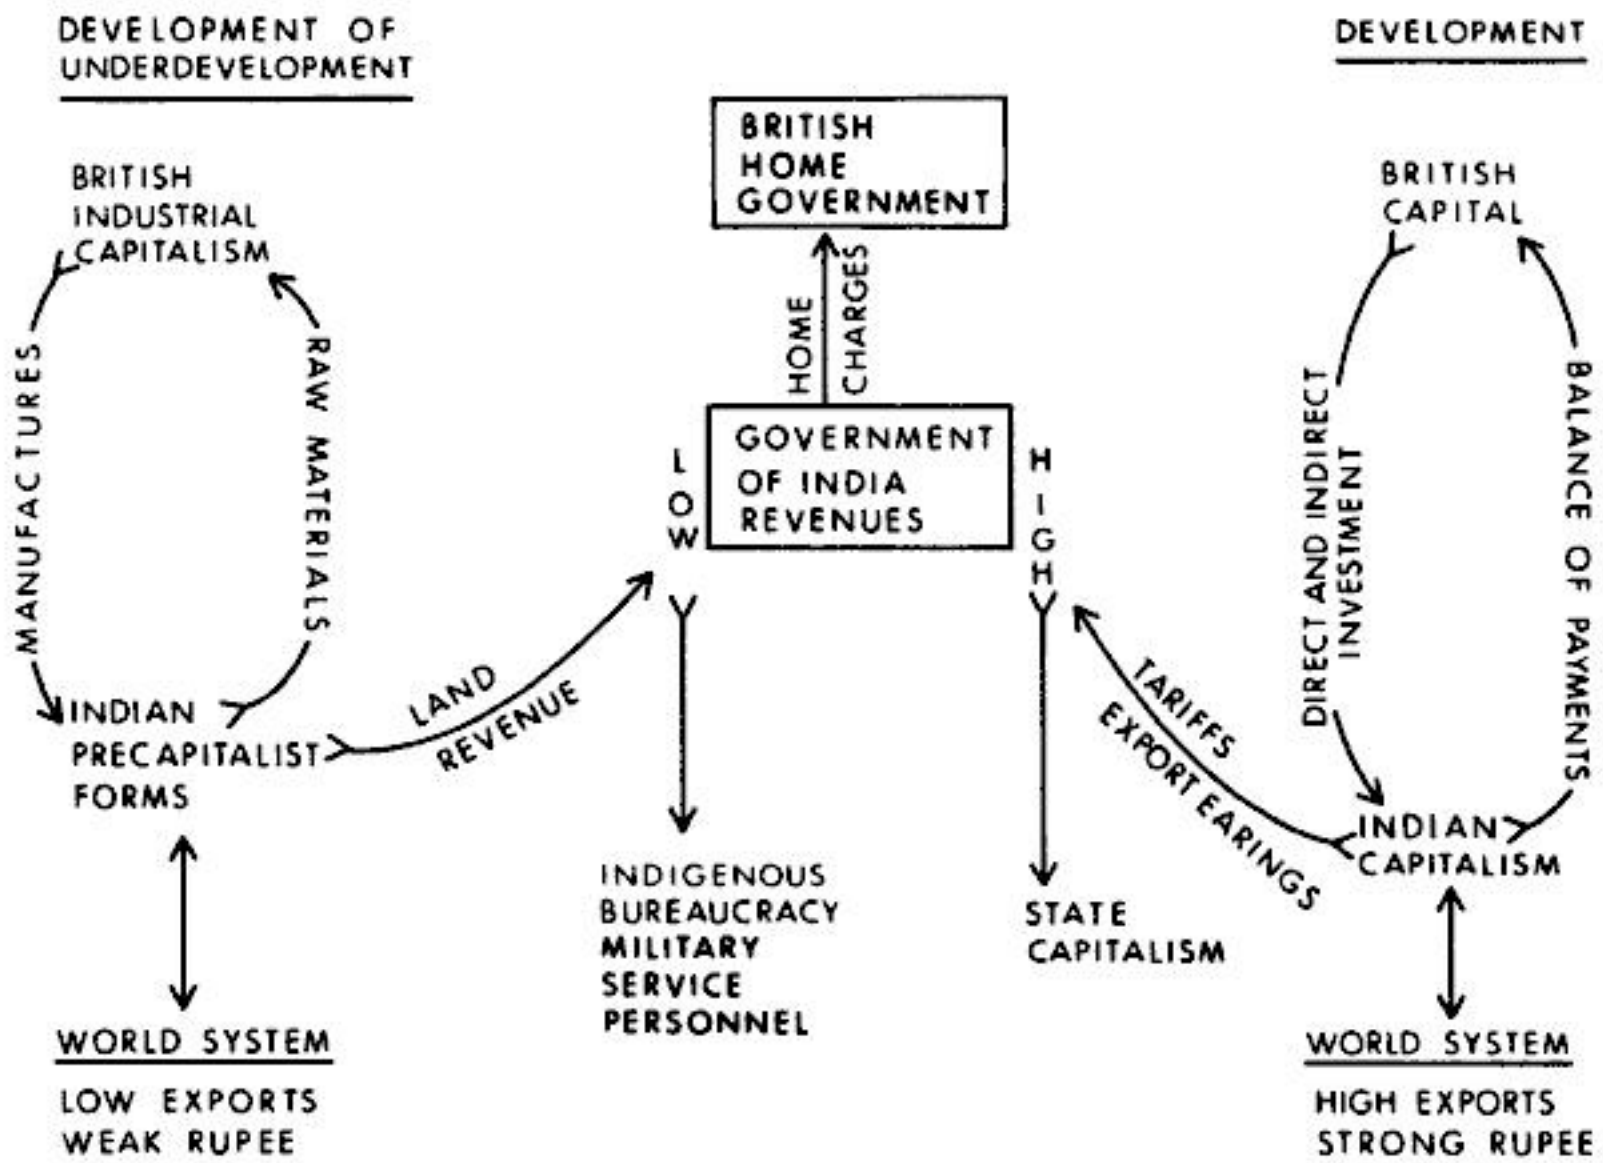 DEVELOPMENT OF
UNDERDEVELOPMENT
DEVELOPMENT
BRITISH
HOME
GOVERNMENT
BRITISH
INDUSTRIAL
CAPITALISM
BRITISH
CAPITAL
HOME
CHARGES
MANUFACTURES
RAW MATERIALS
LOW
GOVERNMENT
OF INDIA
REVENUES
HIGH
DIRECT AND INDIRECT
INVESTMENT
BALANCE OF PAYMENTS
LAND
REVENUE
TARIFFS
EXPORT EARINGS
INDIAN
PRECAPITALIST
FORMS
INDIAN
CAPITALISM
INDIGENOUS
BUREAUCRACY
MILITARY
SERVICE
PERSONNEL
STATE
CAPITALISM
WORLD SYSTEM
LOW EXPORTS
WEAK RUPEE
WORLD SYSTEM
HIGH EXPORTS
STRONG RUPEE